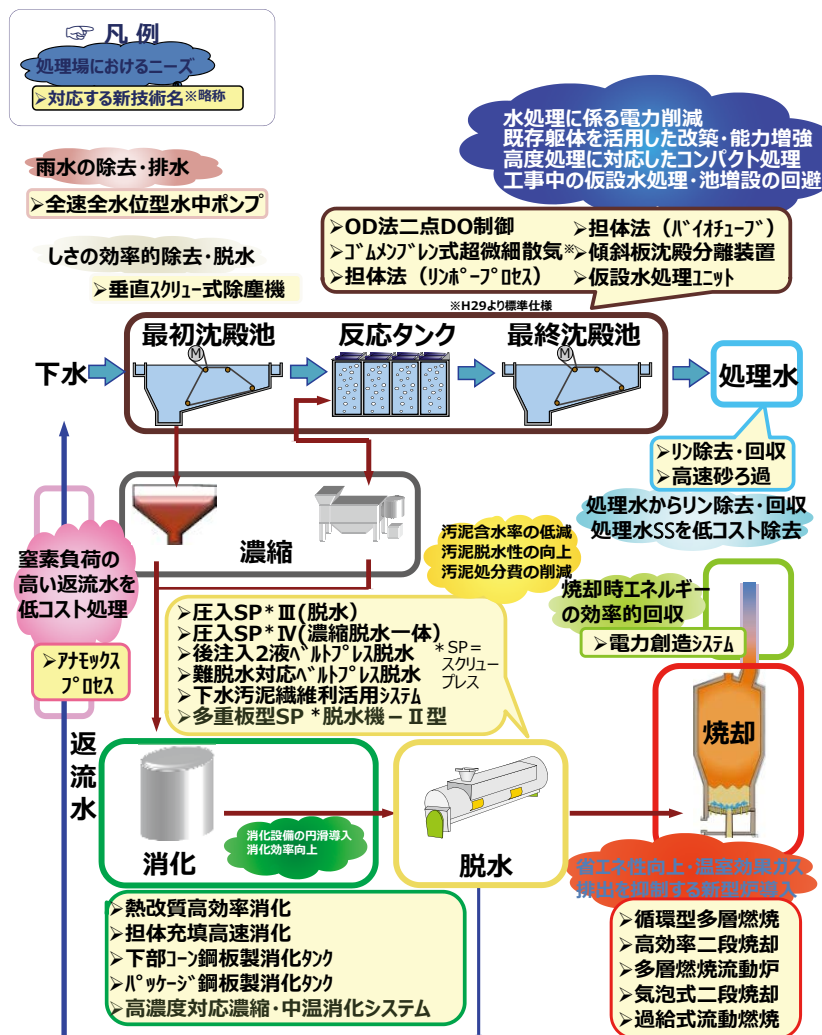 ☞ 凡 例
処理場におけるニーズ
➢対応する新技術名※略称
水処理に係る電力削減
既存躯体を活用した改築・能力増強
高度処理に対応したコンパクト処理
工事中の仮設水処理・池増設の回避
雨水の除去・排水
➢全速全水位型水中ポンプ
しさの効率的除去・脱水
➢垂直ｽｸﾘｭｰ式除塵機
➢OD法二点DO制御
➢ｺﾞﾑﾒﾝﾌﾞﾚﾝ式超微細散気※
➢担体法（ﾘﾝﾎﾟｰﾌﾟﾛｾｽ）
➢担体法（ﾊﾞｲｵﾁｭｰﾌﾞ）
➢傾斜板沈殿分離装置
➢仮設水処理ﾕﾆｯﾄ
※H29より標準仕様
下水
最初沈殿池
M
反応タンク
最終沈殿池
M
処理水
➢ﾘﾝ除去・回収
➢高速砂ろ過
処理水からリン除去・回収
処理水SSを低コスト除去
濃縮
汚泥含水率の低減
汚泥脱水性の向上
汚泥処分費の削減
窒素負荷の
高い返流水を
低コスト処理
➢ｱﾅﾓｯｸｽ
ﾌﾟﾛｾｽ
➢圧入SP*Ⅲ(脱水)
➢圧入SP*Ⅳ(濃縮脱水一体)
➢後注入2液ﾍﾞﾙﾄﾌﾟﾚｽ脱水
➢難脱水対応ﾍﾞﾙﾄﾌﾟﾚｽ脱水
➢下水汚泥繊維利活用ｼｽﾃﾑ
➢多重板型SP *脱水機－Ⅱ型
*SP＝
スクリュー
プレス
焼却時エネルギー
の効率的回収
➢電力創造ｼｽﾃﾑ
焼却
返
流
水
消化
消化設備の円滑導入
消化効率向上
脱水
省エネ性向上・温室効果ガス
排出を抑制する新型炉導入
➢熱改質高効率消化
➢担体充填高速消化
➢下部ｺｰﾝ鋼板製消化ﾀﾝｸ
➢ﾊﾟｯｹｰｼﾞ鋼板製消化ﾀﾝｸ
➢高濃度対応濃縮・中温消化システム
➢循環型多層燃焼
➢高効率二段焼却
➢多層燃焼流動炉
➢気泡式二段焼却
➢過給式流動燃焼